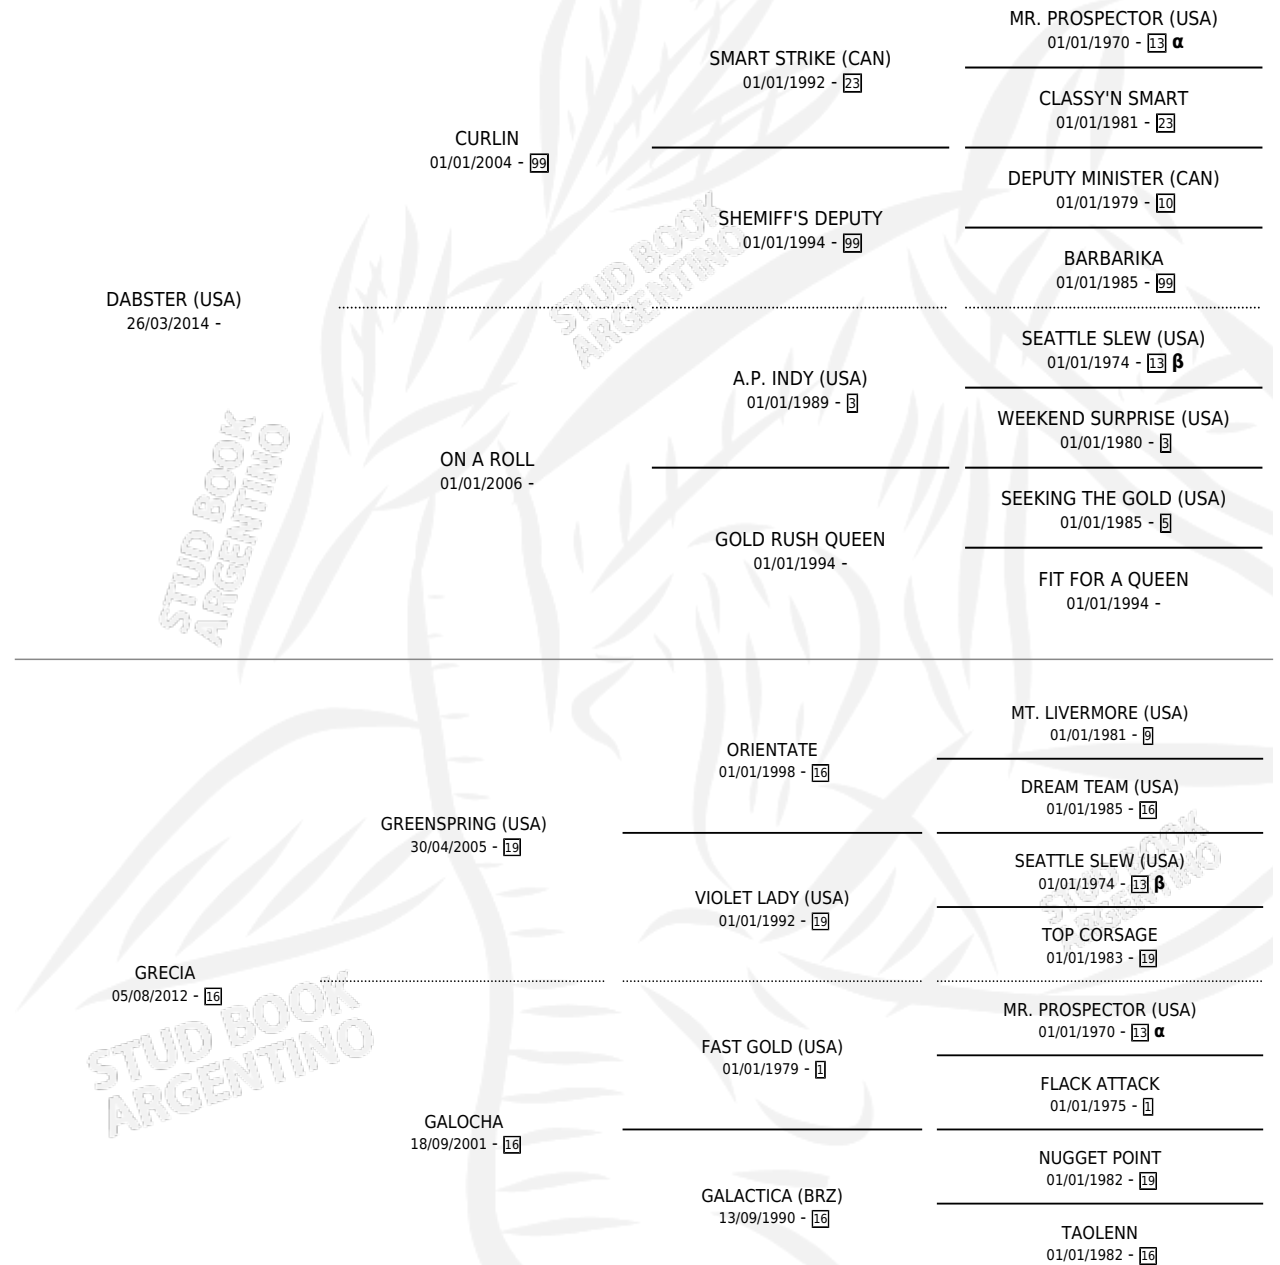 MR. PROSPECTOR (USA)
01/01/1970 - 13 α
SMART STRIKE (CAN)
01/01/1992 - 23
CLASSY'N SMART
01/01/1981 - 23
CURLIN
01/01/2004 - 99
DEPUTY MINISTER (CAN)
01/01/1979 - 10
SHEMIFF'S DEPUTY
01/01/1994 - 99
BARBARIKA
01/01/1985 - 99
DABSTER (USA)
26/03/2014 -
SEATTLE SLEW (USA)
01/01/1974 - 13 β
A.P. INDY (USA)
01/01/1989 - 3
WEEKEND SURPRISE (USA)
01/01/1980 - 3
ON A ROLL
01/01/2006 -
SEEKING THE GOLD (USA)
01/01/1985 - 5
GOLD RUSH QUEEN
01/01/1994 -
FIT FOR A QUEEN
01/01/1994 -
MT. LIVERMORE (USA)
01/01/1981 - 9
ORIENTATE
01/01/1998 - 16
DREAM TEAM (USA)
01/01/1985 - 16
GREENSPRING (USA)
30/04/2005 - 19
SEATTLE SLEW (USA)
01/01/1974 - 13 β
VIOLET LADY (USA)
01/01/1992 - 19
TOP CORSAGE
01/01/1983 - 19
GRECIA
05/08/2012 - 16
MR. PROSPECTOR (USA)
01/01/1970 - 13 α
FAST GOLD (USA)
01/01/1979 - 1
FLACK ATTACK
01/01/1975 - 1
GALOCHA
18/09/2001 - 16
NUGGET POINT
01/01/1982 - 19
GALACTICA (BRZ)
13/09/1990 - 16
TAOLENN
01/01/1982 - 16
STUD BOOK
ARGENTINO
STUD BOOK
ARGENTINO
STUD BOOK
ARGENTINO
STUD BOOK
ARGENTINO